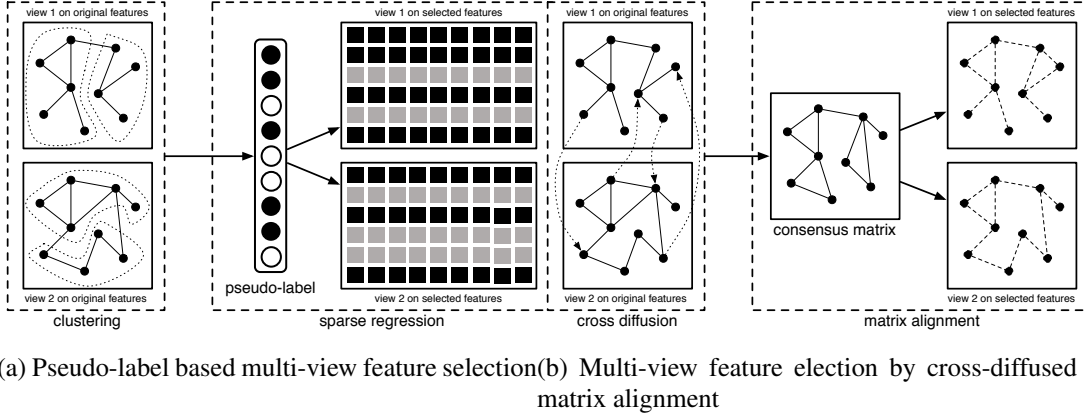 view 1 on original features
view 2 on original features
clustering
pseudo-label
view 1 on selected features
view 2 on selected features
sparse regression
view 1 on original features
view 2 on original features
cross diffusion
consensus matrix
view 1 on selected features
view 2 on selected features
matrix alignment
(a) Pseudo-label based multi-view feature selection
(b) Multi-view feature election by cross-diffused
matrix alignment